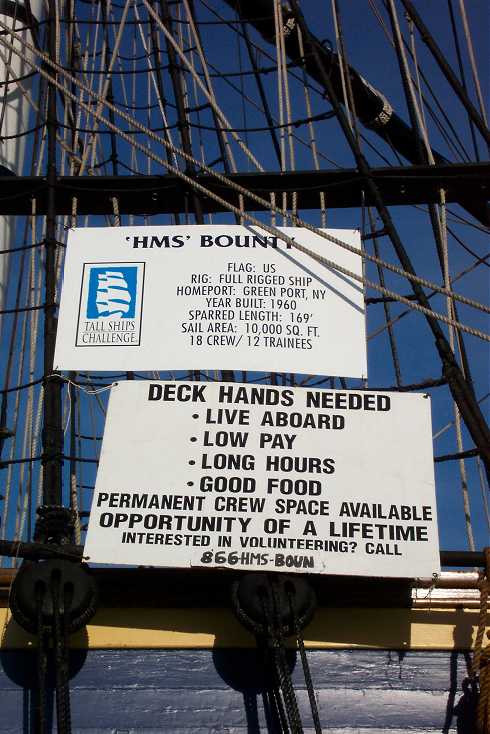 'HMS' BOUNTY
FLAG: US
RIG: FULL RIGGED SHIP
HOMEPORT: GREEN PORT, NY
YEAR BUILT: 1960
SPARRED LENGTH: 169'
SAIL AREA: 10,000 SQ. FT.
18 CREW/ 12 TRAINEES
TALL SHIPS
CHALLENGE
DECK HANDS NEEDED
• LIVE ABOARD
• LOW PAY
• LONG HOURS
• GOOD FOOD
PERMANENT CREW SPACE AVAILABLE
OPPORTUNITY OF A LIFETIME
INTERESTED IN VOLUNTEERING? CALL
866HMS-BOUN